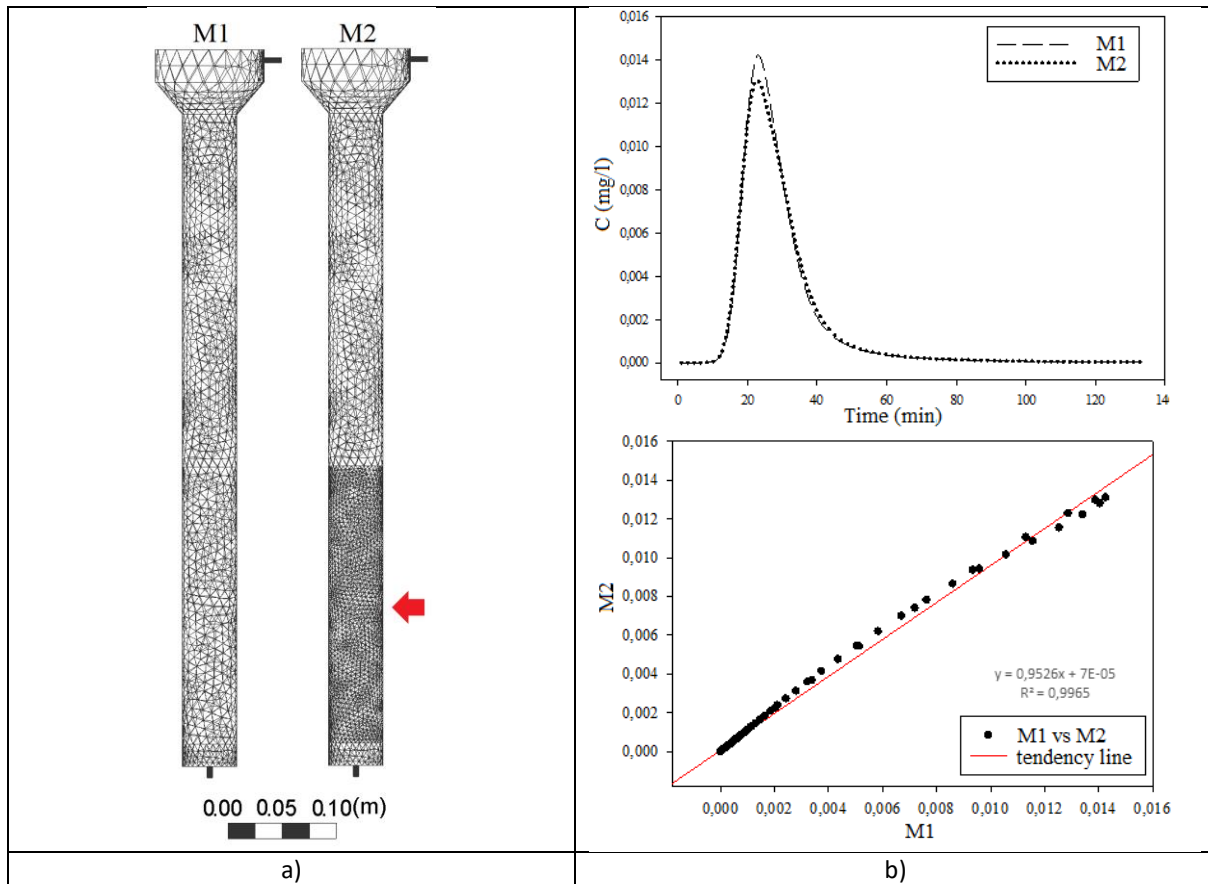 M1 M2
0.00 0.05 0.10(m)
a)
M1
M2
0,016
0,014
0,012
0,010
0,008
0,006
0,004
0,002
0,000
C (mg/l)
0 20 40 60 80 100 120 14
Time (min)
0,016
0,014
0,012
0,010
0,008
0,006
0,004
0,002
0,000
M2
y = 0,9526x + 7E-05
R² = 0,9965
M1 vs M2
tendency line
0,000 0,002 0,004 0,006 0,008 0,010 0,012 0,014 0,016
M1
b)